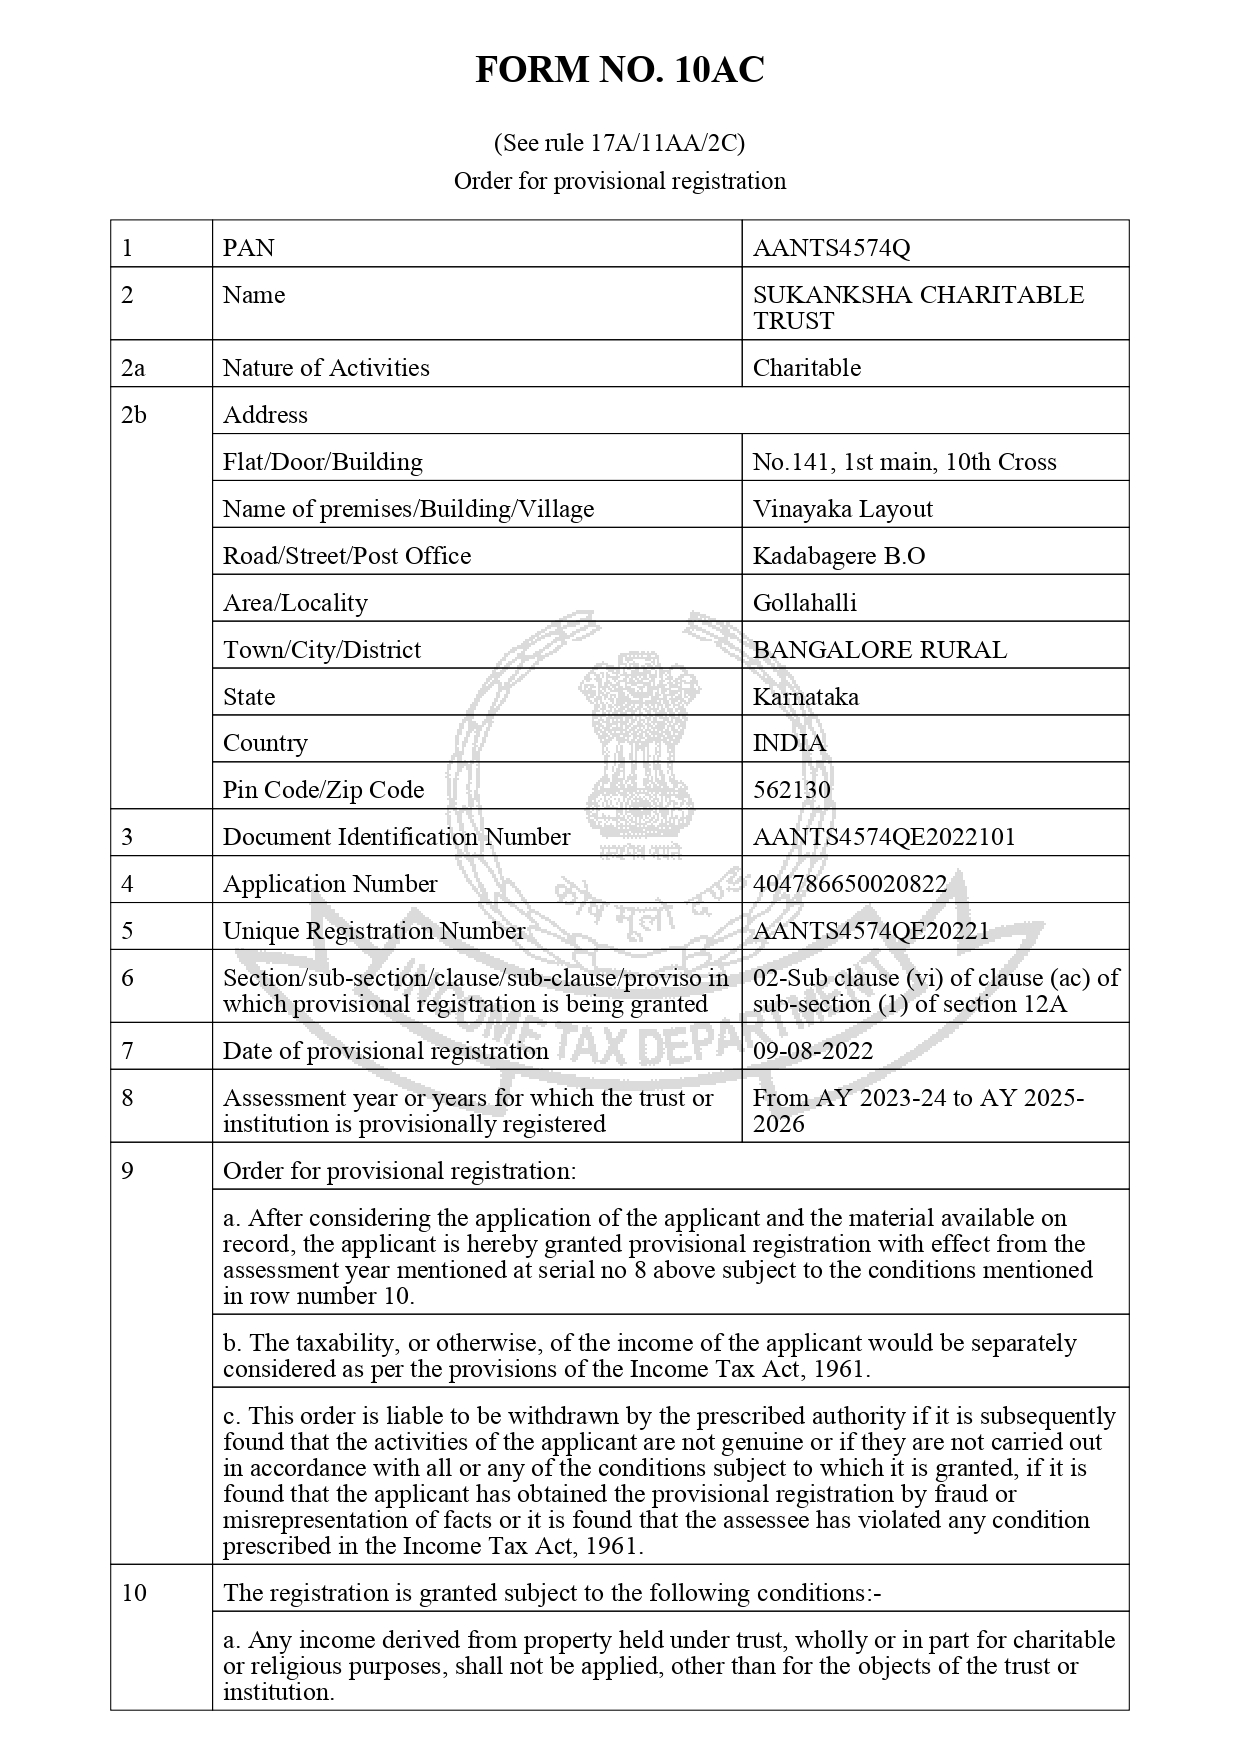 FORM NO. 10AC
(See rule 17A/11AA/2C)
Order for provisional registration
1 PAN AANTS4574Q
2 Name SUKANKSHA CHARITABLE
TRUST
2a Nature of Activities Charitable
2b Address
Flat/Door/Building No.141, 1st main, 10th Cross
Name of premises/Building/Village Vinayaka Layout
Road/Street/Post Office Kadabagere B.O
Area/Locality Gollahalli
Town/City/District BANGALORE RURAL
State Karnataka
Country INDIA
Pin Code/Zip Code 562130
3 Document Identification Number AANTS4574QE2022101
सत्यमेव जयते
4 Application Number 404786650020822
कोष मूलो दण्ड
5 Unique Registration Number AANTS4574QE20221
6 Section/sub-section/clause/sub-clause/proviso in 02-Sub clause (vi) of clause (ac) of
which provisional registration is being granted sub-section (1) of section 12A
INCOME TAX DEPARTMENT
7 Date of provisional registration 09-08-2022
8 Assessment year or years for which the trust or From AY 2023-24 to AY 2025-
institution is provisionally registered 2026
9 Order for provisional registration:
a. After considering the application of the applicant and the material available on
record, the applicant is hereby granted provisional registration with effect from the
assessment year mentioned at serial no 8 above subject to the conditions mentioned
in row number 10.
b. The taxability, or otherwise, of the income of the applicant would be separately
considered as per the provisions of the Income Tax Act, 1961.
c. This order is liable to be withdrawn by the prescribed authority if it is subsequently
found that the activities of the applicant are not genuine or if they are not carried out
in accordance with all or any of the conditions subject to which it is granted, if it is
found that the applicant has obtained the provisional registration by fraud or
misrepresentation of facts or it is found that the assessee has violated any condition
prescribed in the Income Tax Act, 1961.
10 The registration is granted subject to the following conditions:-
a. Any income derived from property held under trust, wholly or in part for charitable
or religious purposes, shall not be applied, other than for the objects of the trust or
institution.